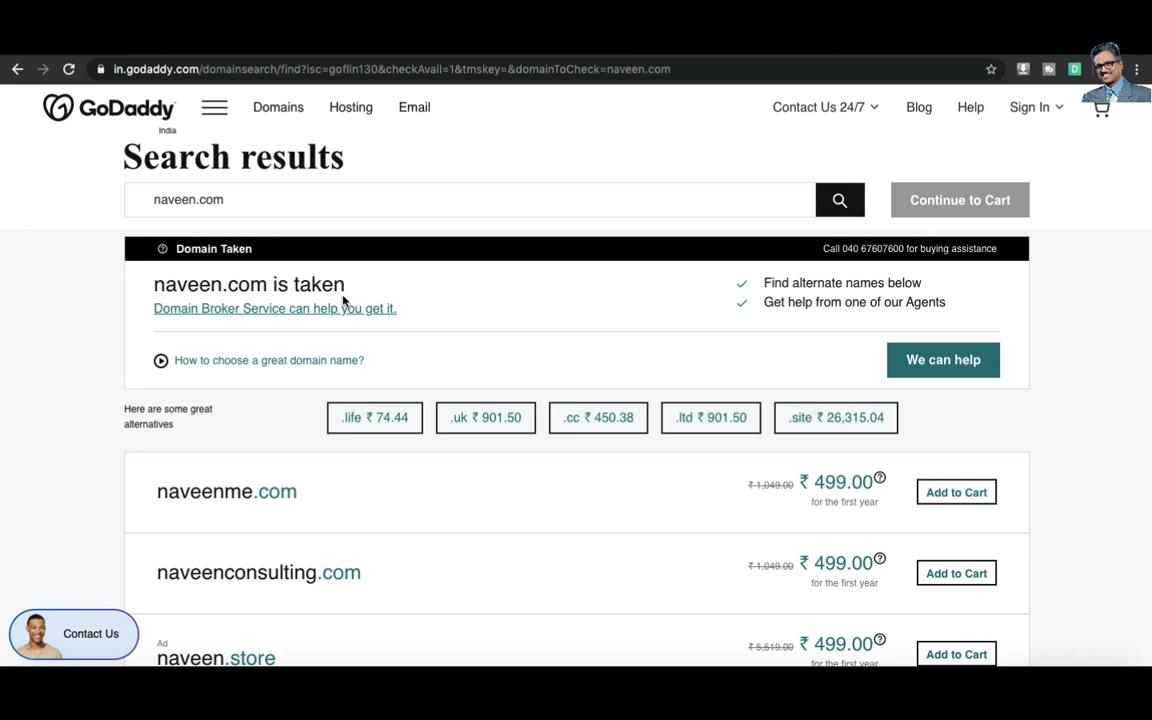 in.godaddy.com/domainsearch/find?isc=goflin130&checkAvail=1&tmskey=&domainToCheck=naveen.com
D
GoDaddy
India
Domains
Hosting
Email
Contact Us 24/7
Blog
Help
Sign In
Search results
naveen.com
Continue to Cart
Domain Taken
Call 040 67607600 for buying assistance
naveen.com is taken
Domain Broker Service can help you get it.
Find alternate names below
Get help from one of our Agents
How to choose a great domain name?
We can help
Here are some great
alternatives
.life ₹ 74.44
.uk ₹ 901.50
.cc ₹ 450.38
.ltd ₹ 901.50
.site ₹ 26,315.04
naveenme.com
₹ 1,049.00 ₹ 499.00
for the first year
Add to Cart
naveenconsulting.com
₹ 1,049.00 ₹ 499.00
for the first year
Add to Cart
Ad
naveen.store
₹ 5,519.00 ₹ 499.00
for the first year
Add to Cart
Contact Us